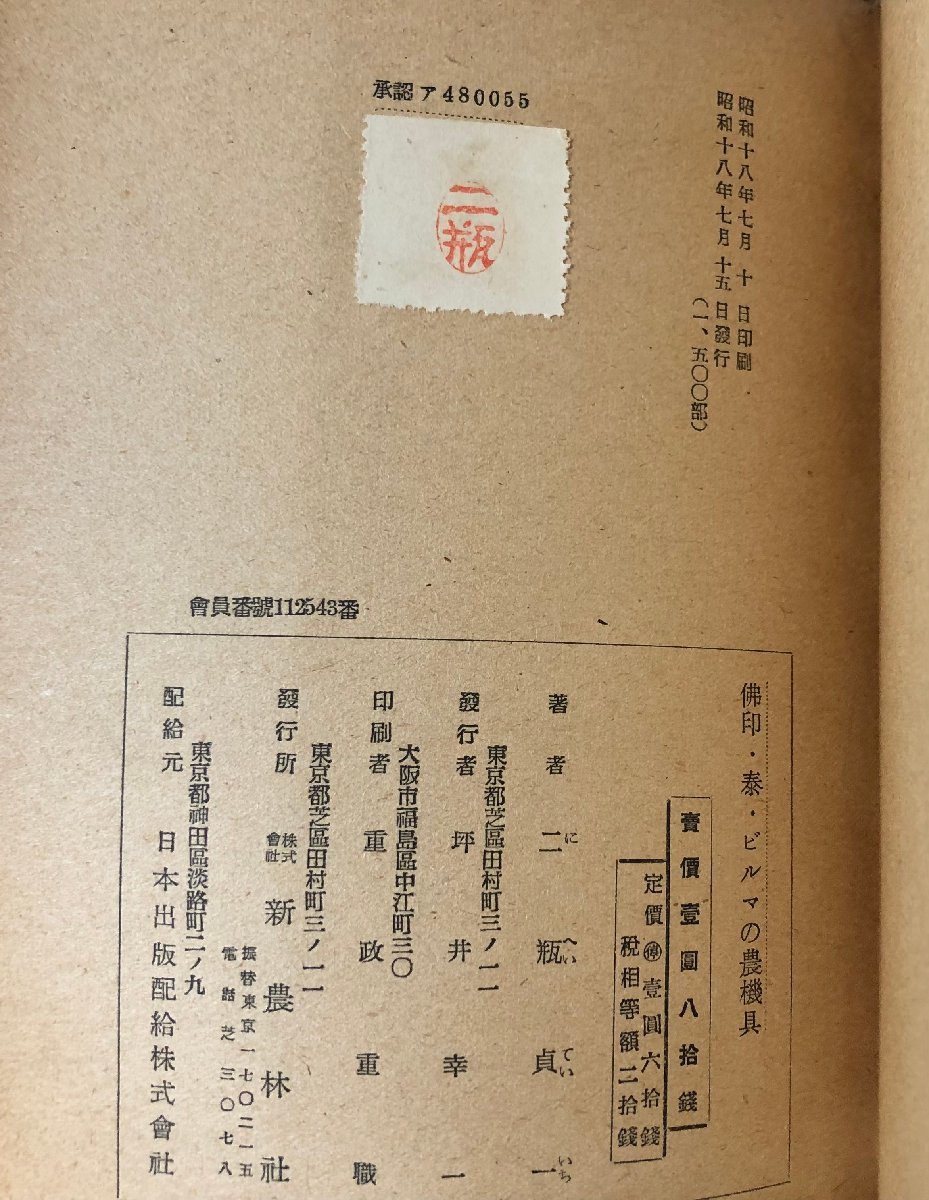 昭和十八年七月 十 日印刷
昭和十八年七月十五日發行
(一、五〇〇部)
承認 ア480055
二瓶
會員番號112543番
佛印・泰・ビルマの農機具
賣價壹圓八拾錢
定價㊡壹圓六拾錢
稅相等額二拾錢
著者 二瓶貞一
に へい てい いち
東京都芝區田村町三ノ一一
發行者 坪井幸一
大阪市福島區中江町三〇
印刷者 重政重職
東京都芝區田村町三ノ一一
發行所 株式會社 新農林社
振替東京一七〇二一五
電話芝三〇七八
東京都神田區淡路町二ノ九
配給元 日本出版配給株式會社